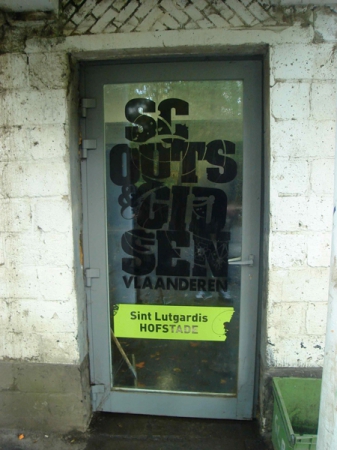 SC
OUTS
& GID
SEN
VLAANDEREN
Sint Lutgardis
HOFSTADE